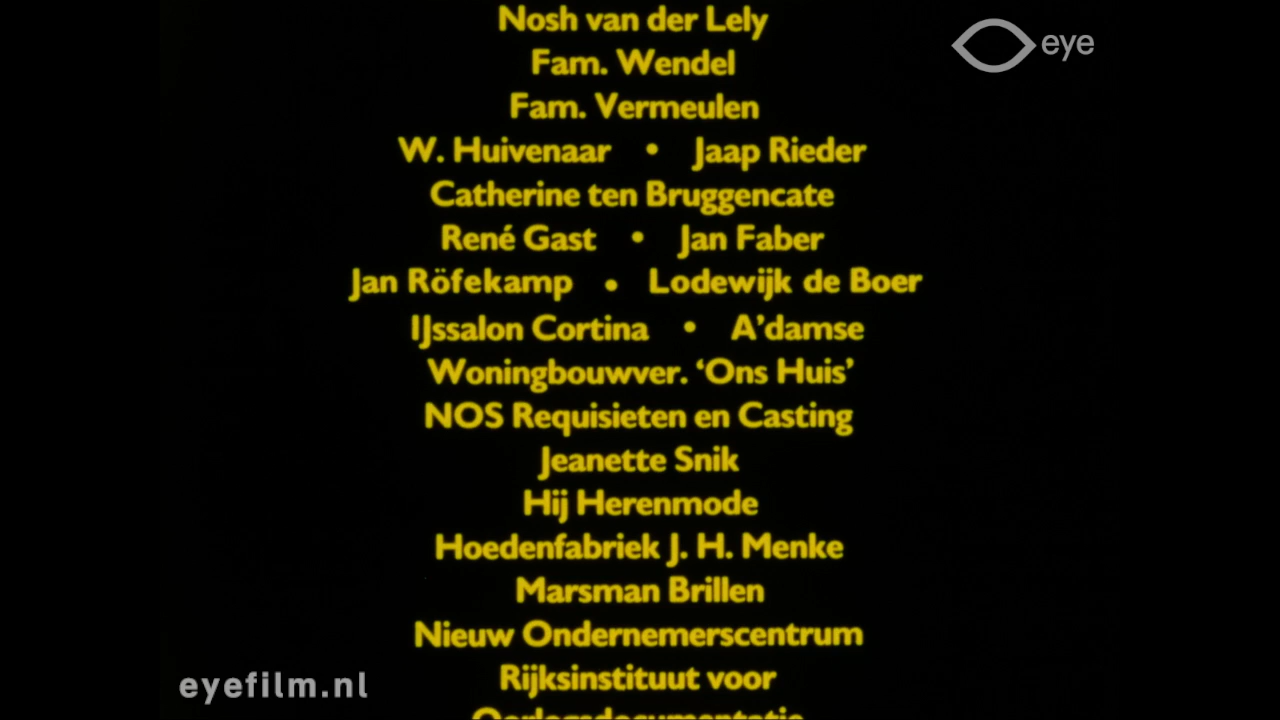 Nosh van der Lely
eye
Fam. Wendel
Fam. Vermeulen
W. Huivenaar • Jaap Rieder
Catherine ten Bruggencate
René Gast • Jan Faber
Jan Röfekamp • Lodewijk de Boer
IJssalon Cortina • A'damse
Woningbouwver. ‘Ons Huis’
NOS Requisieten en Casting
Jeanette Snik
Hij Herenmode
Hoedenfabriek J. H. Menke
Marsman Brillen
Nieuw Ondernemerscentrum
Rijksinstituut voor
eyefilm.nl
Oorlogsdocumentatie